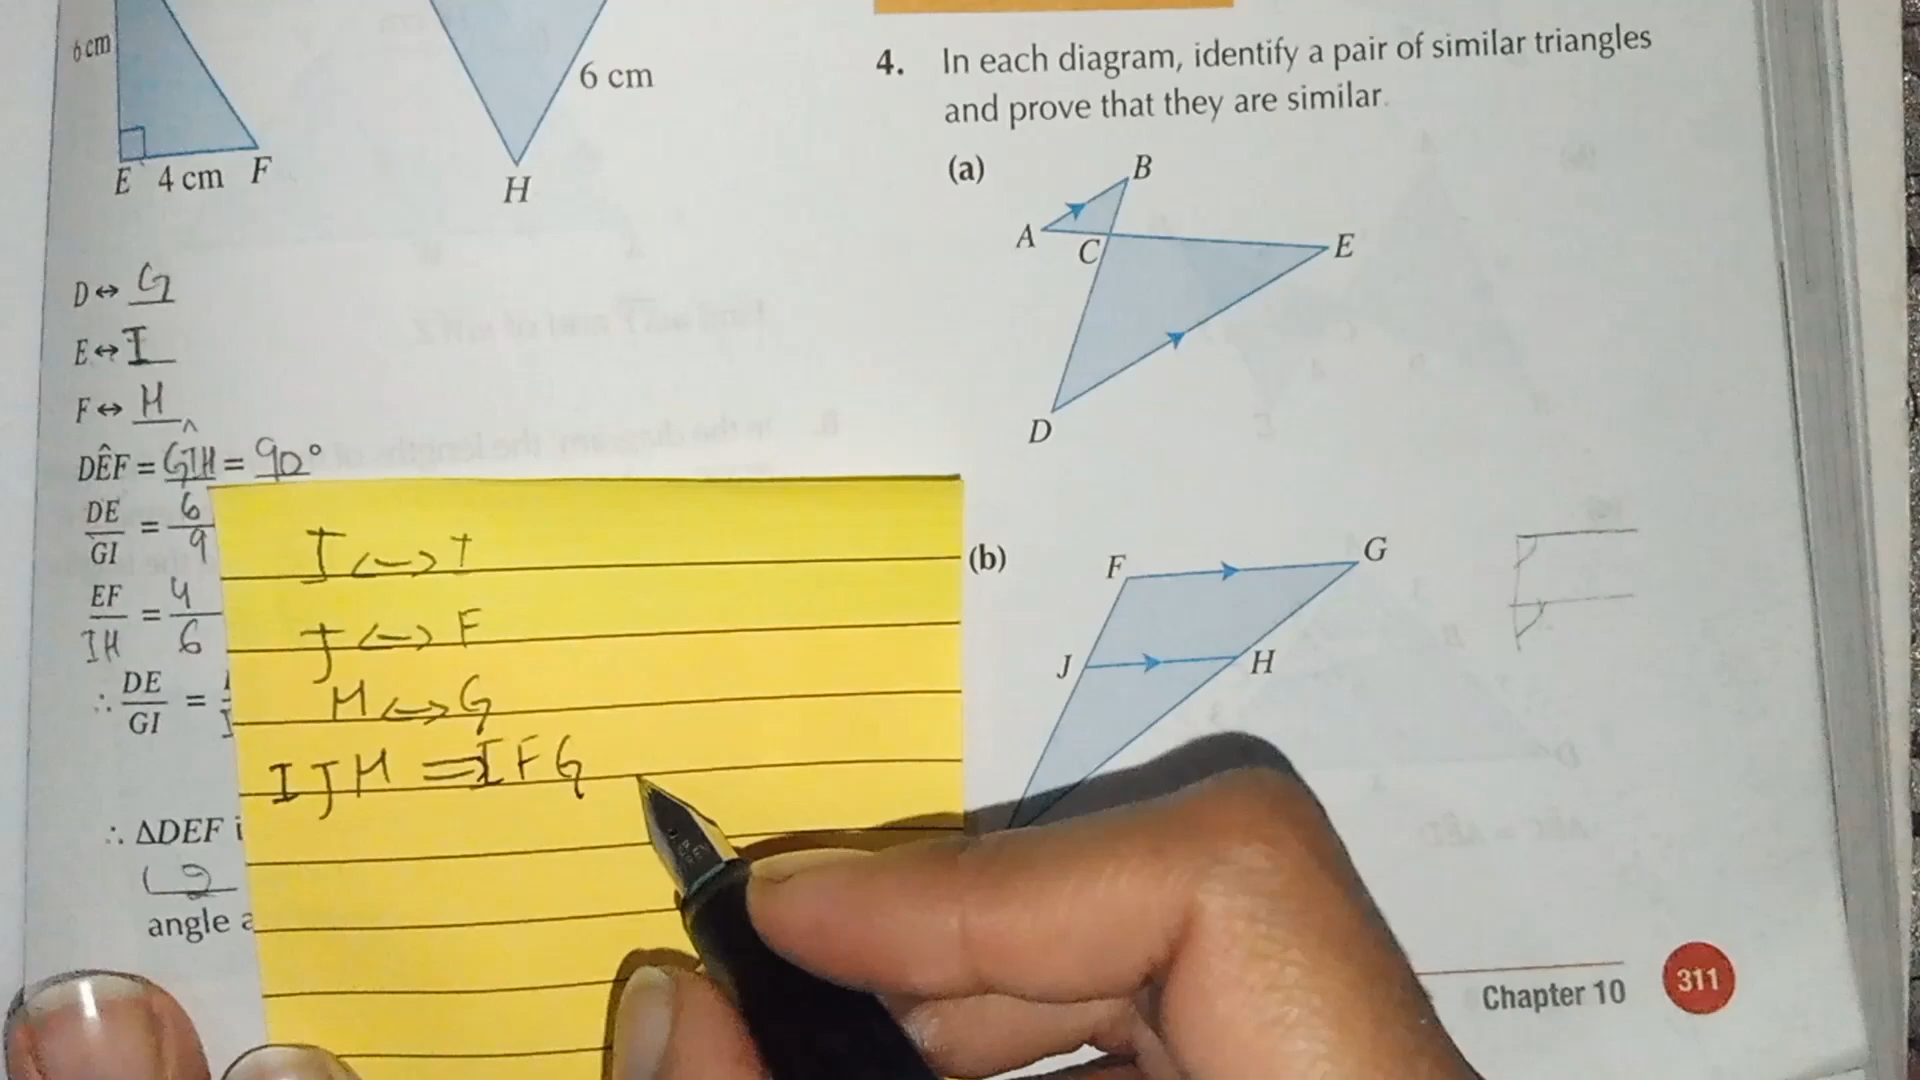 6 cm
6 cm
E 4 cm F
H
D ↔ G
E ↔ I
F ↔ H
DÊF = GÎH = 90°
DE/GI = 6/9
EF/IH = 4/6
∴ DE/GI =
∴ ΔDEF i
angle a
I ↔ I
J ↔ F
H ↔ G
IJH = IFG
4. In each diagram, identify a pair of similar triangles
and prove that they are similar.
(a)
B
A
C
E
D
(b)
F
G
J
H
Chapter 10 311